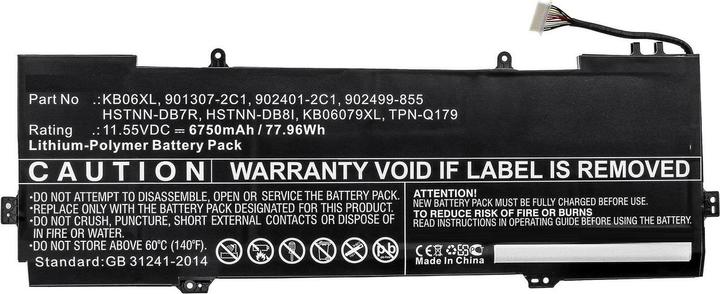 Part No .: KB06XL, 901307-2C1, 902401-2C1, 902499-855
HSTNN-DB7R, HSTNN-DB8I, KB06079XL, TPN-Q179
Rating .: 11.55VDC= 6750mAh / 77.96Wh
Lithium-Polymer Battery Pack
CAUTION
•DO NOT ATTEMPT TO DISASSEMBLE, OPEN OR SERVICE THE BATTERY PACK.
•REPLACE ONLY WITH THE BATTERY DESIGNATED FOR THIS PRODUCT.
•DO NOT CRUSH, PUNCTURE, SHORT EXTERNAL CONTACTS OR DISPOSE OF
IN FIRE OR WATER.
•DO NOT STORE ABOVE 60°C (140°F).
Standard: GB 31241-2014
WARRANTY VOID IF LABEL IS REMOVED
ATTENTION!
NEW BATTERY PACK MUST BE FULLY CHARGED BEFORE USE.
TO REDUCE RISK OF FIRE OR BURNS
READ INSTRUCTIONS IN OPERATING GUIDE BEFORE USING BATTERY.
Pb
CE
Made In China